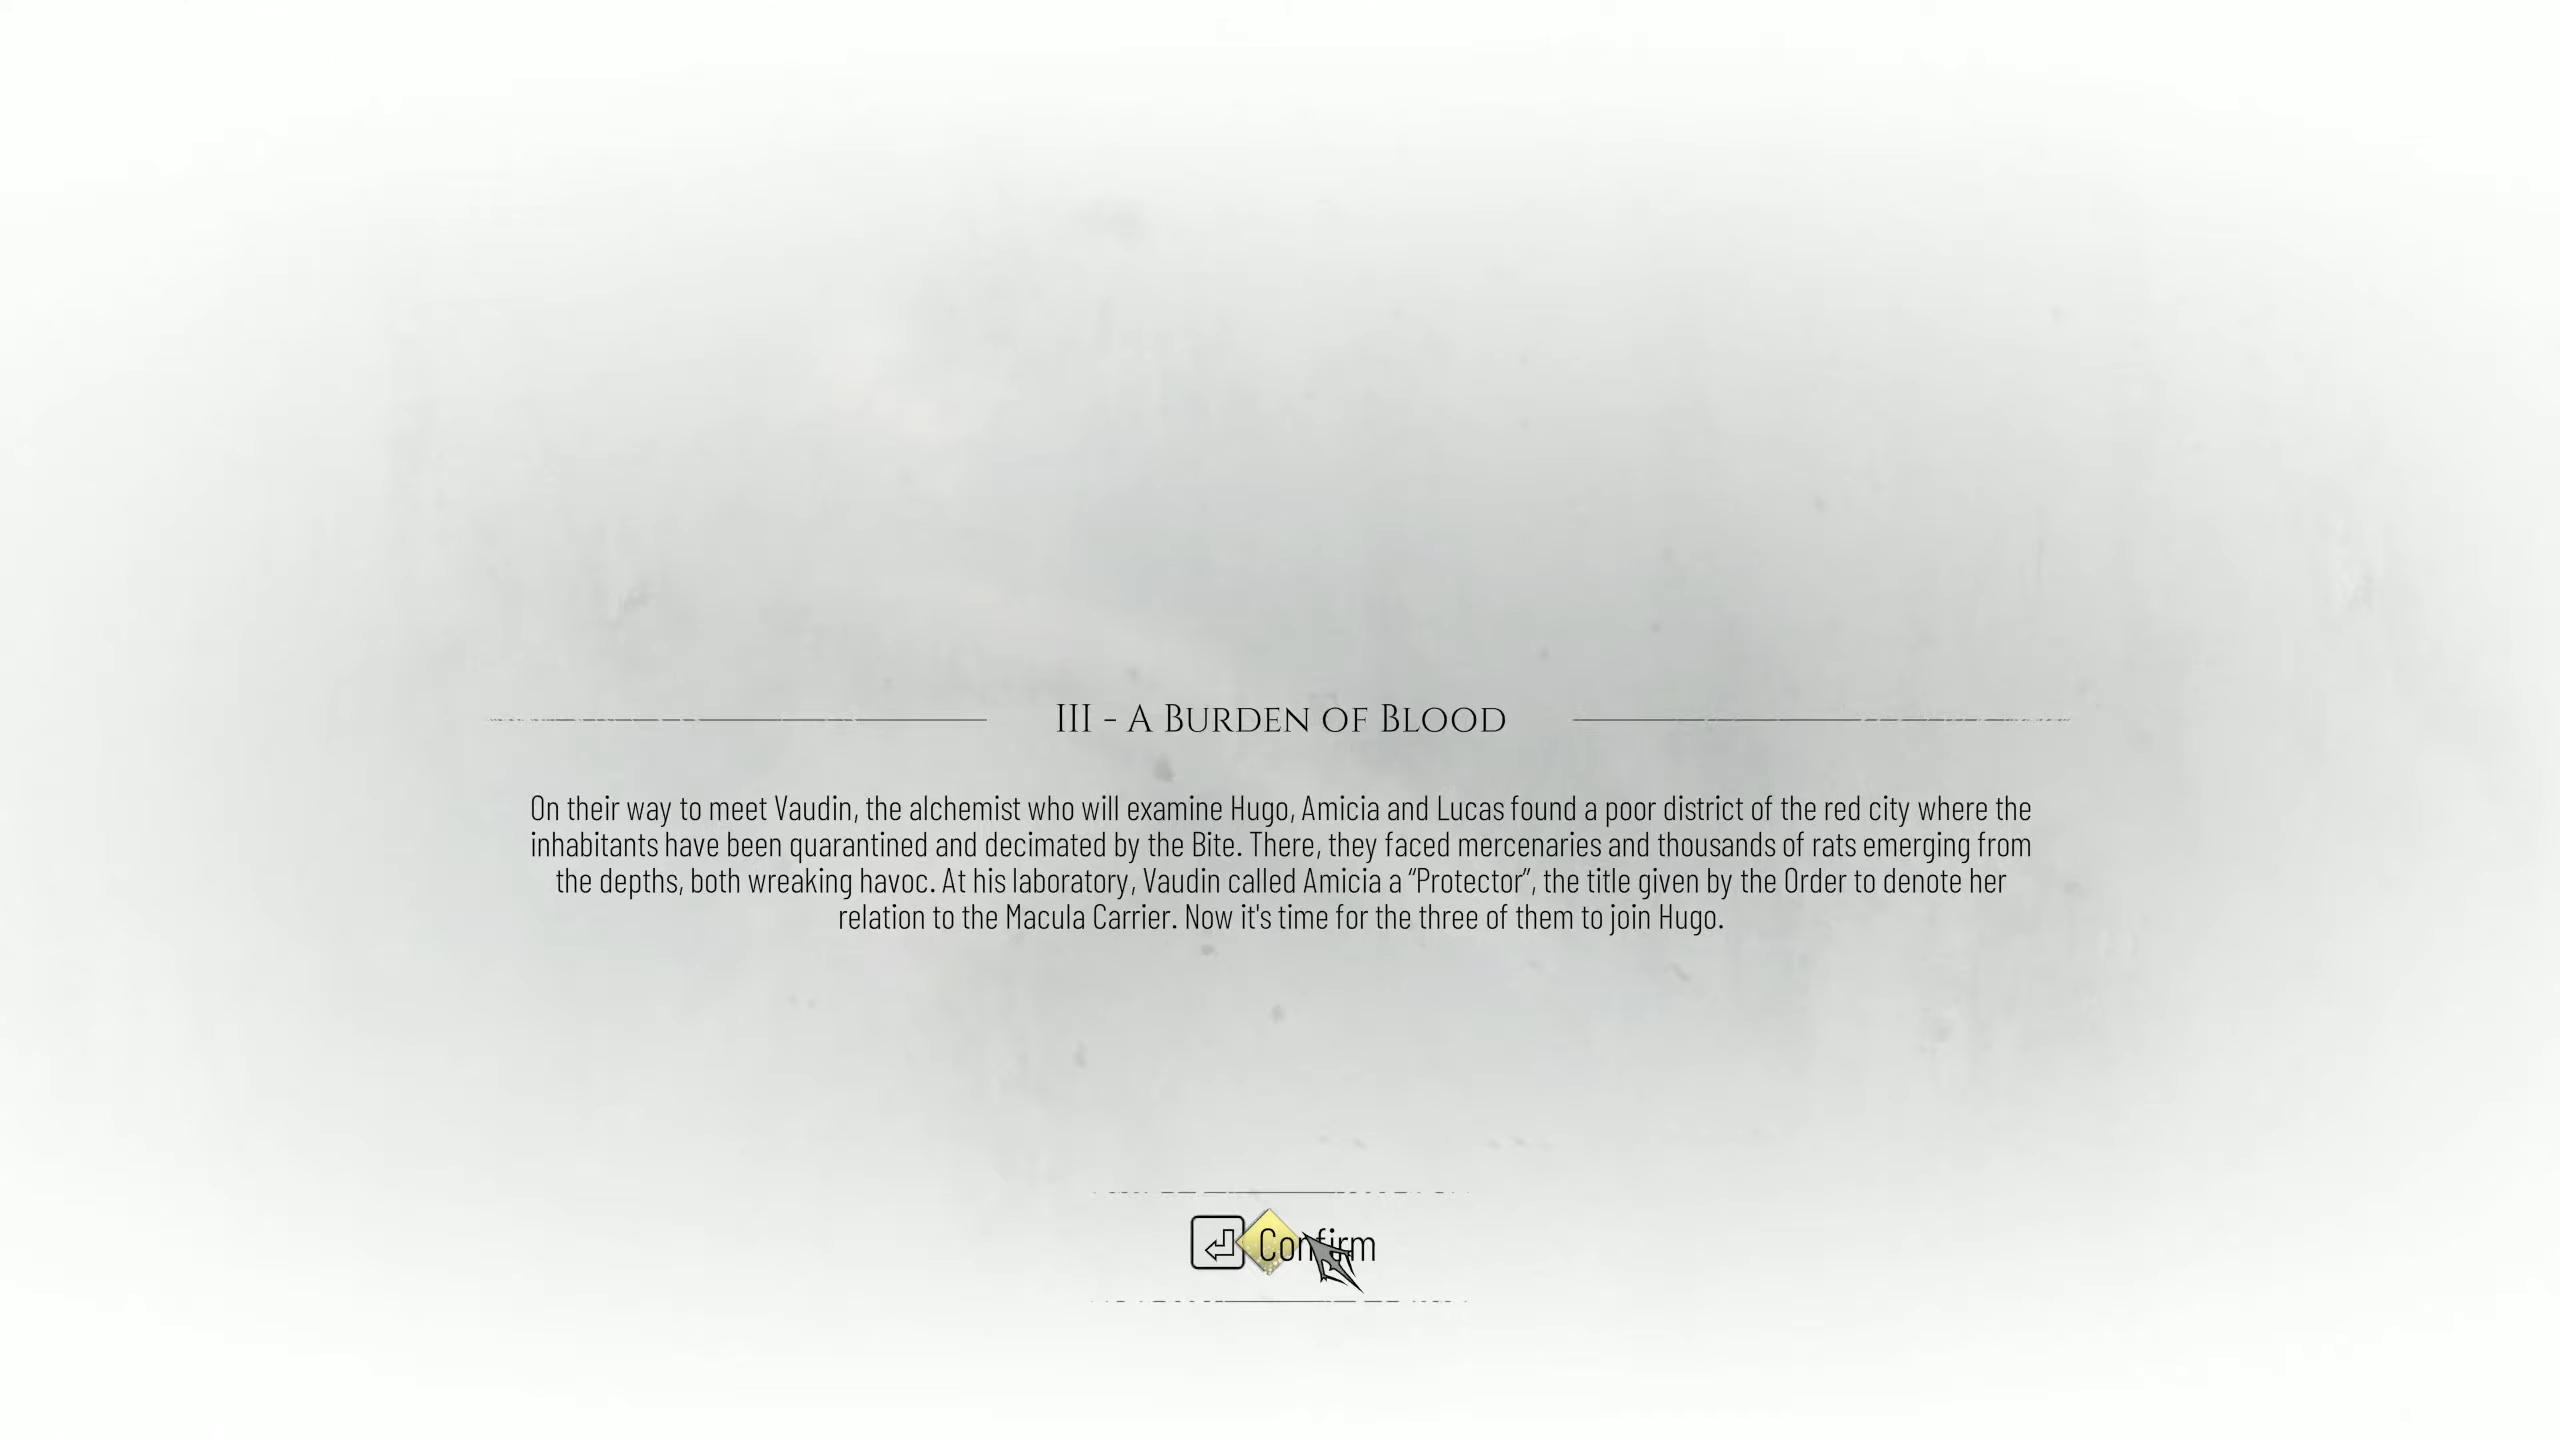 III - A Burden of Blood
On their way to meet Vaudin, the alchemist who will examine Hugo, Amicia and Lucas found a poor district of the red city where the
inhabitants have been quarantined and decimated by the Bite. There, they faced mercenaries and thousands of rats emerging from
the depths, both wreaking havoc. At his laboratory, Vaudin called Amicia a “Protector”, the title given by the Order to denote her
relation to the Macula Carrier. Now it's time for the three of them to join Hugo.
Confirm